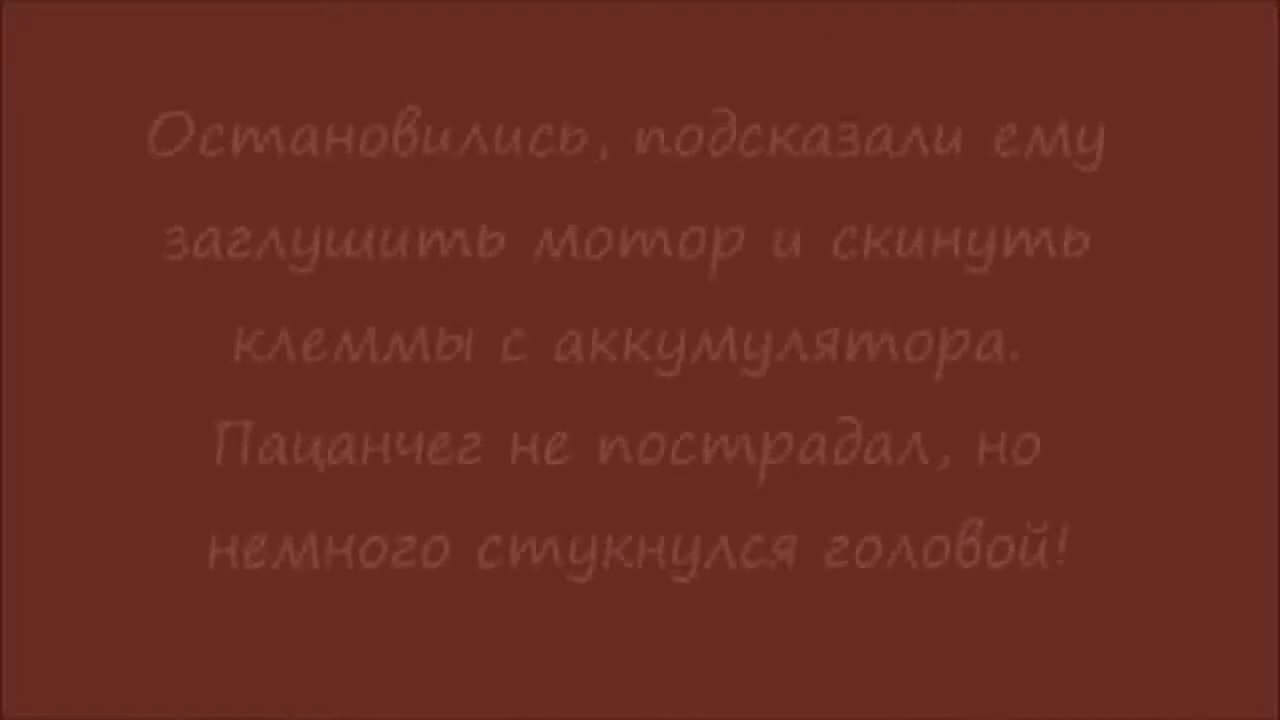 Остановились, подсказали ему
заглушить мотор и скинуть
клеммы с аккумулятора.
Пацанчег не пострадал, но
немного стукнулся головой!